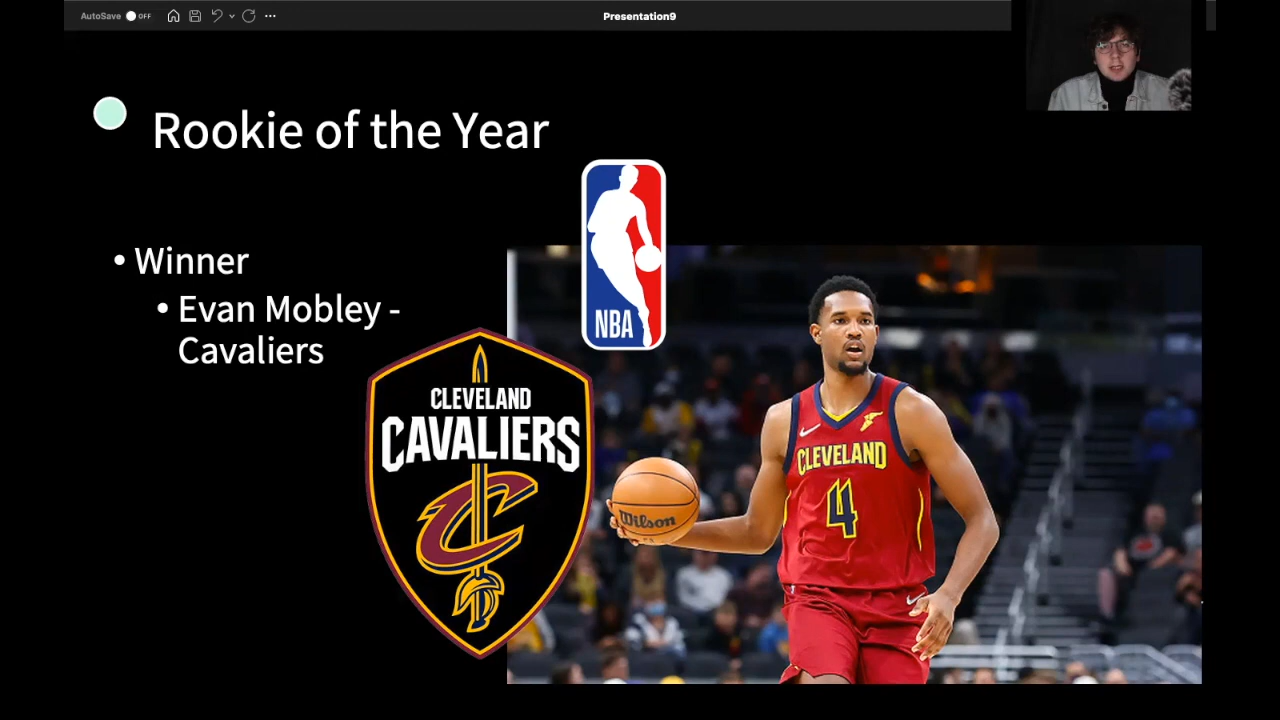 AutoSave OFF
Presentation9
Rookie of the Year
• Winner
• Evan Mobley -
Cavaliers
NBA
CLEVELAND
CAVALIERS
CLEVELAND
4
Wilson